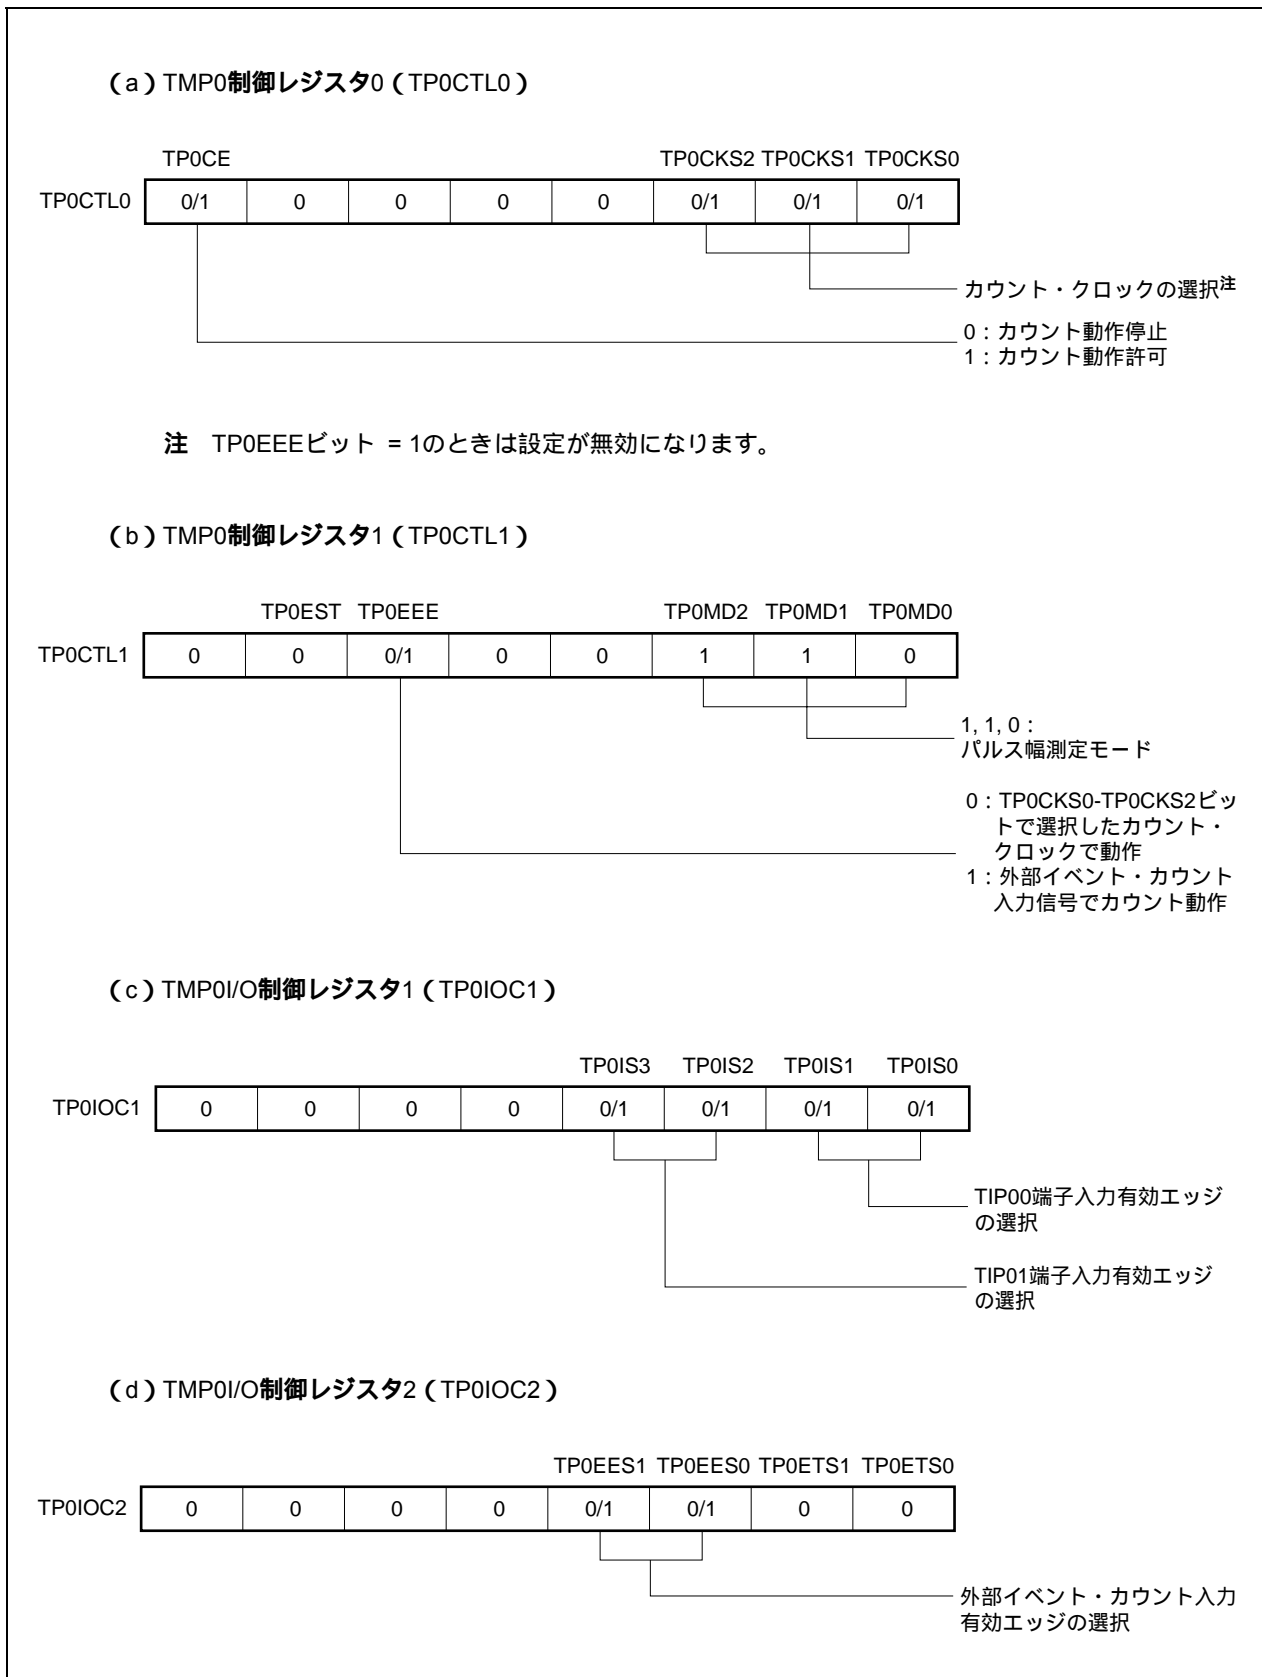 （a）TMP0制御レジスタ0（TP0CTL0）
TP0CE TP0CKS2 TP0CKS1 TP0CKS0
TP0CTL0 0/1 0 0 0 0 0/1 0/1 0/1
カウント・クロックの選択注
0：カウント動作停止
1：カウント動作許可
注 TP0EEEビット = 1のときは設定が無効になります。
（b）TMP0制御レジスタ1（TP0CTL1）
TP0EST TP0EEE TP0MD2 TP0MD1 TP0MD0
TP0CTL1 0 0 0/1 0 0 1 1 0
1, 1, 0：
パルス幅測定モード
0：TP0CKS0-TP0CKS2ビッ
トで選択したカウント・
クロックで動作
1：外部イベント・カウント
入力信号でカウント動作
（c）TMP0I/O制御レジスタ1（TP0IOC1）
TP0IS3 TP0IS2 TP0IS1 TP0IS0
TP0IOC1 0 0 0 0 0/1 0/1 0/1 0/1
TIP00端子入力有効エッジ
の選択
TIP01端子入力有効エッジ
の選択
（d）TMP0I/O制御レジスタ2（TP0IOC2）
TP0EES1 TP0EES0 TP0ETS1 TP0ETS0
TP0IOC2 0 0 0 0 0/1 0/1 0 0
外部イベント・カウント入力
有効エッジの選択